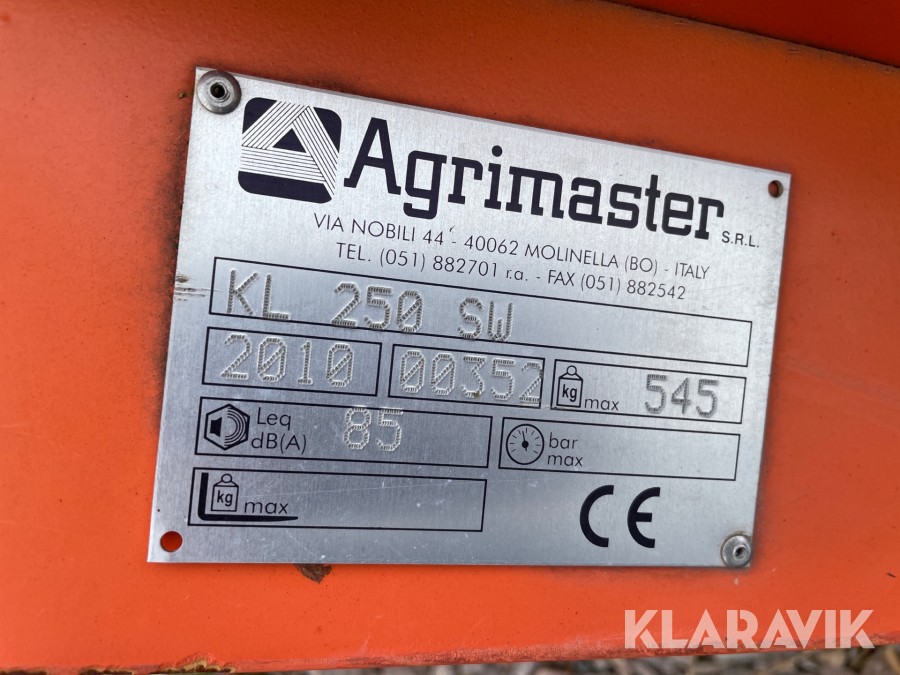 Agrimaster S.R.L.
VIA NOBILI 44 - 40062 MOLINELLA (BO) - ITALY
TEL. (051) 882701 r.a. - FAX (051) 882542
KL 250 SW
2010 00352 kg max 545
Leq dB(A) 85 bar max
kg max
CE
KLARAVIK